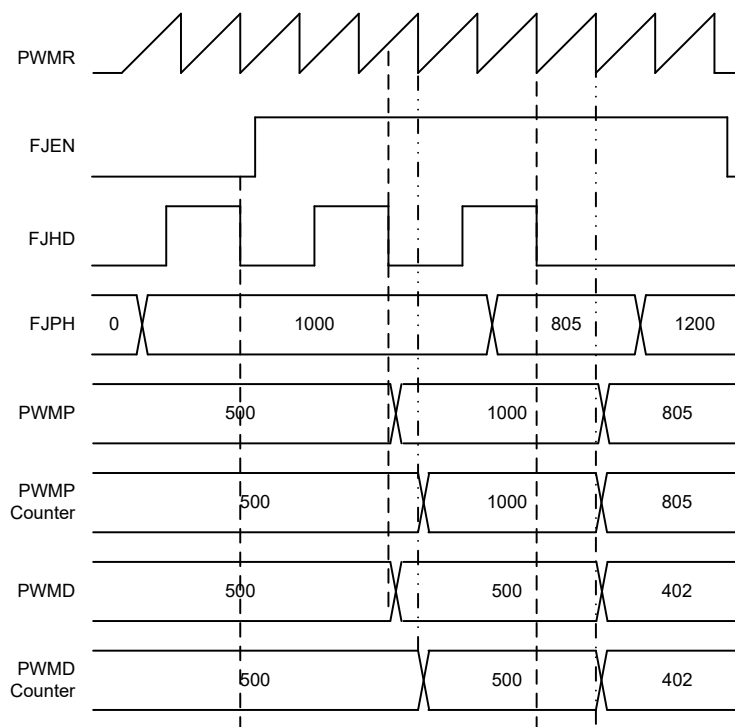 PWMR
FJEN
FJHD
FJPH 0 1000 805 1200
PWMP 500 1000 805
PWMP
Counter 500 1000 805
PWMD 500 500 402
PWMD
Counter 500 500 402